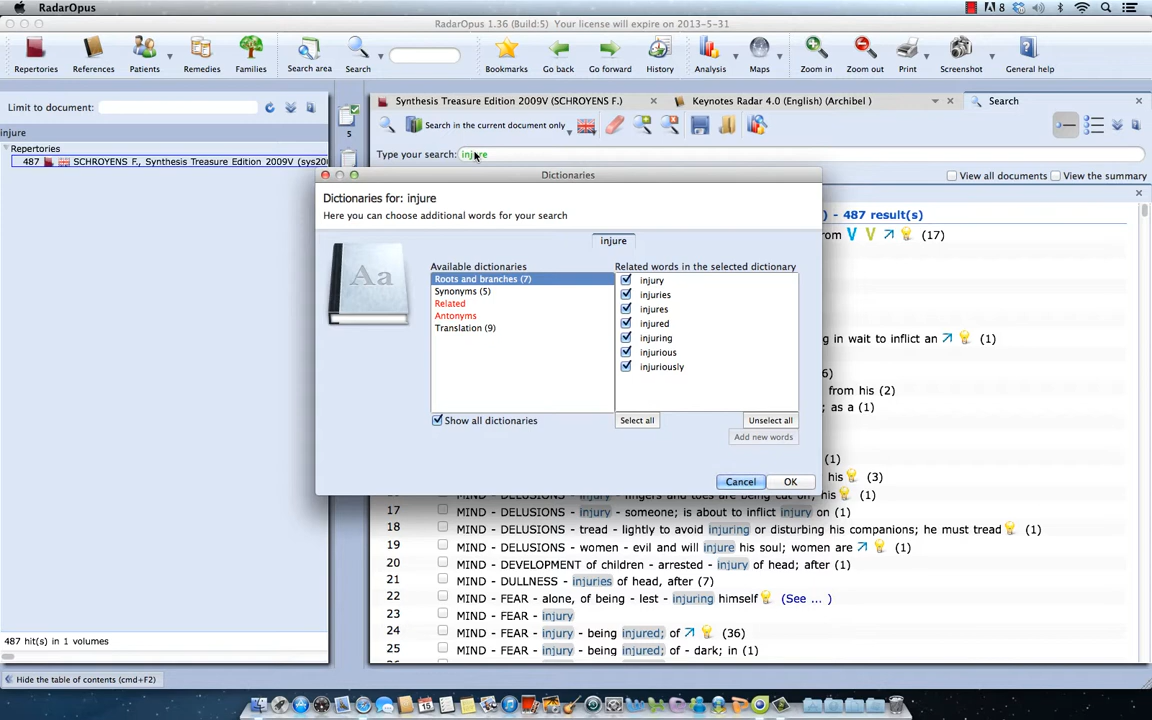 RadarOpus
8
RadarOpus 1.36 (Build:5) Your license will expire on 2013-5-31
Repertories
References
Patients
Remedies
Families
Search area
Search
Bookmarks
Go back
Go forward
History
Analysis
Maps
Zoom in
Zoom out
Print
Screenshot
General help
Limit to document:
5
Synthesis Treasure Edition 2009V (SCHROYENS F.)
Keynotes Radar 4.0 (English) (Archibel )
Search
Search in the current document only
Type your search: injure
View all documents
View the summary
injure
Repertories
487 SCHROYENS F., Synthesis Treasure Edition 2009V (sys20
Dictionaries
Dictionaries for: injure
Here you can choose additional words for your search
injure
Available dictionaries
Related words in the selected dictionary
Aa
Roots and branches (7)
Synonyms (5)
Related
Antonyms
Translation (9)
injury
injuries
injures
injured
injuring
injurious
injuriously
Show all dictionaries
Select all
Unselect all
Add new words
Cancel
OK
) - 487 result(s)
om V V (17)
ng in wait to inflict an (1)
6)
rom his (2)
; as a (1)
(1)
his (3)
MIND - DELUSIONS - injury - fingers and toes are being cut off; his (1)
17 MIND - DELUSIONS - injury - someone; is about to inflict injury on (1)
18 MIND - DELUSIONS - tread - lightly to avoid injuring or disturbing his companions; he must tread (1)
19 MIND - DELUSIONS - women - evil and will injure his soul; women are (1)
20 MIND - DEVELOPMENT of children - arrested - injury of head; after (1)
21 MIND - DULLNESS - injuries of head, after (7)
22 MIND - FEAR - alone, of being - lest - injuring himself (See ... )
23 MIND - FEAR - injury
24 MIND - FEAR - injury - being injured; of (36)
25 MIND - FEAR - injury - being injured; of - dark; in (1)
487 hit(s) in 1 volumes
Hide the table of contents (cmd+F2)